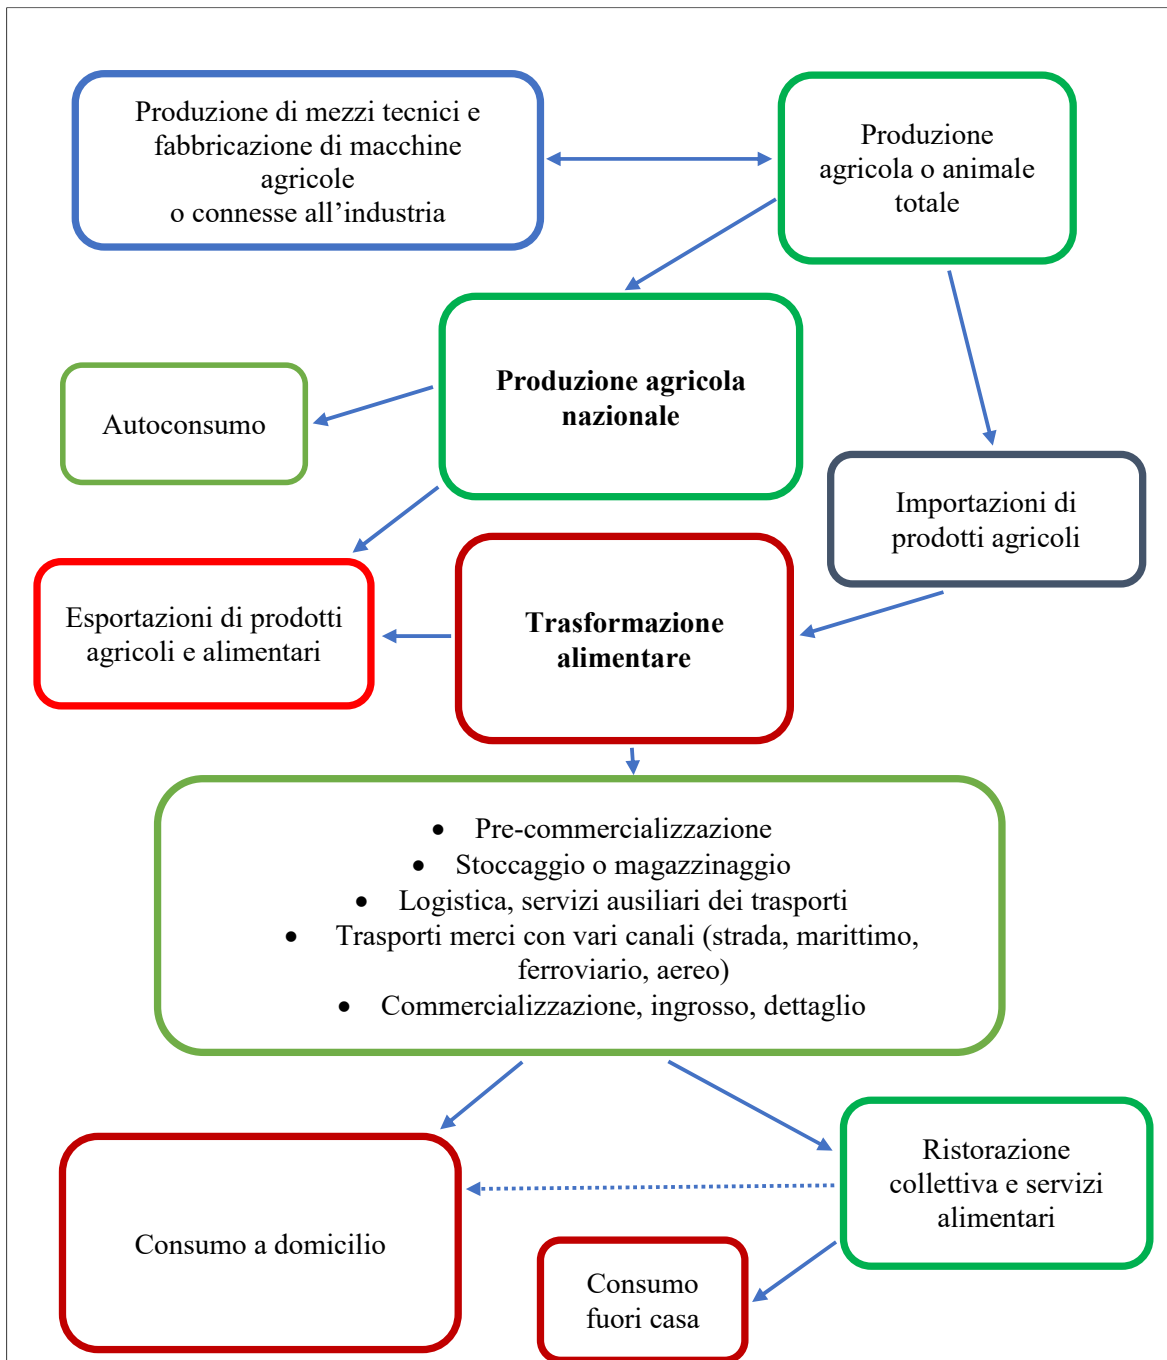 Produzione di mezzi tecnici e
fabbricazione di macchine
agricole
o connesse all’industria
Produzione
agricola o animale
totale
Produzione agricola
nazionale
Autoconsumo
Importazioni di
prodotti agricoli
Esportazioni di prodotti
agricoli e alimentari
Trasformazione
alimentare
• Pre-commercializzazione
• Stoccaggio o magazzinaggio
• Logistica, servizi ausiliari dei trasporti
• Trasporti merci con vari canali (strada, marittimo,
ferroviario, aereo)
• Commercializzazione, ingrosso, dettaglio
Ristorazione
collettiva e servizi
alimentari
Consumo a domicilio
Consumo
fuori casa